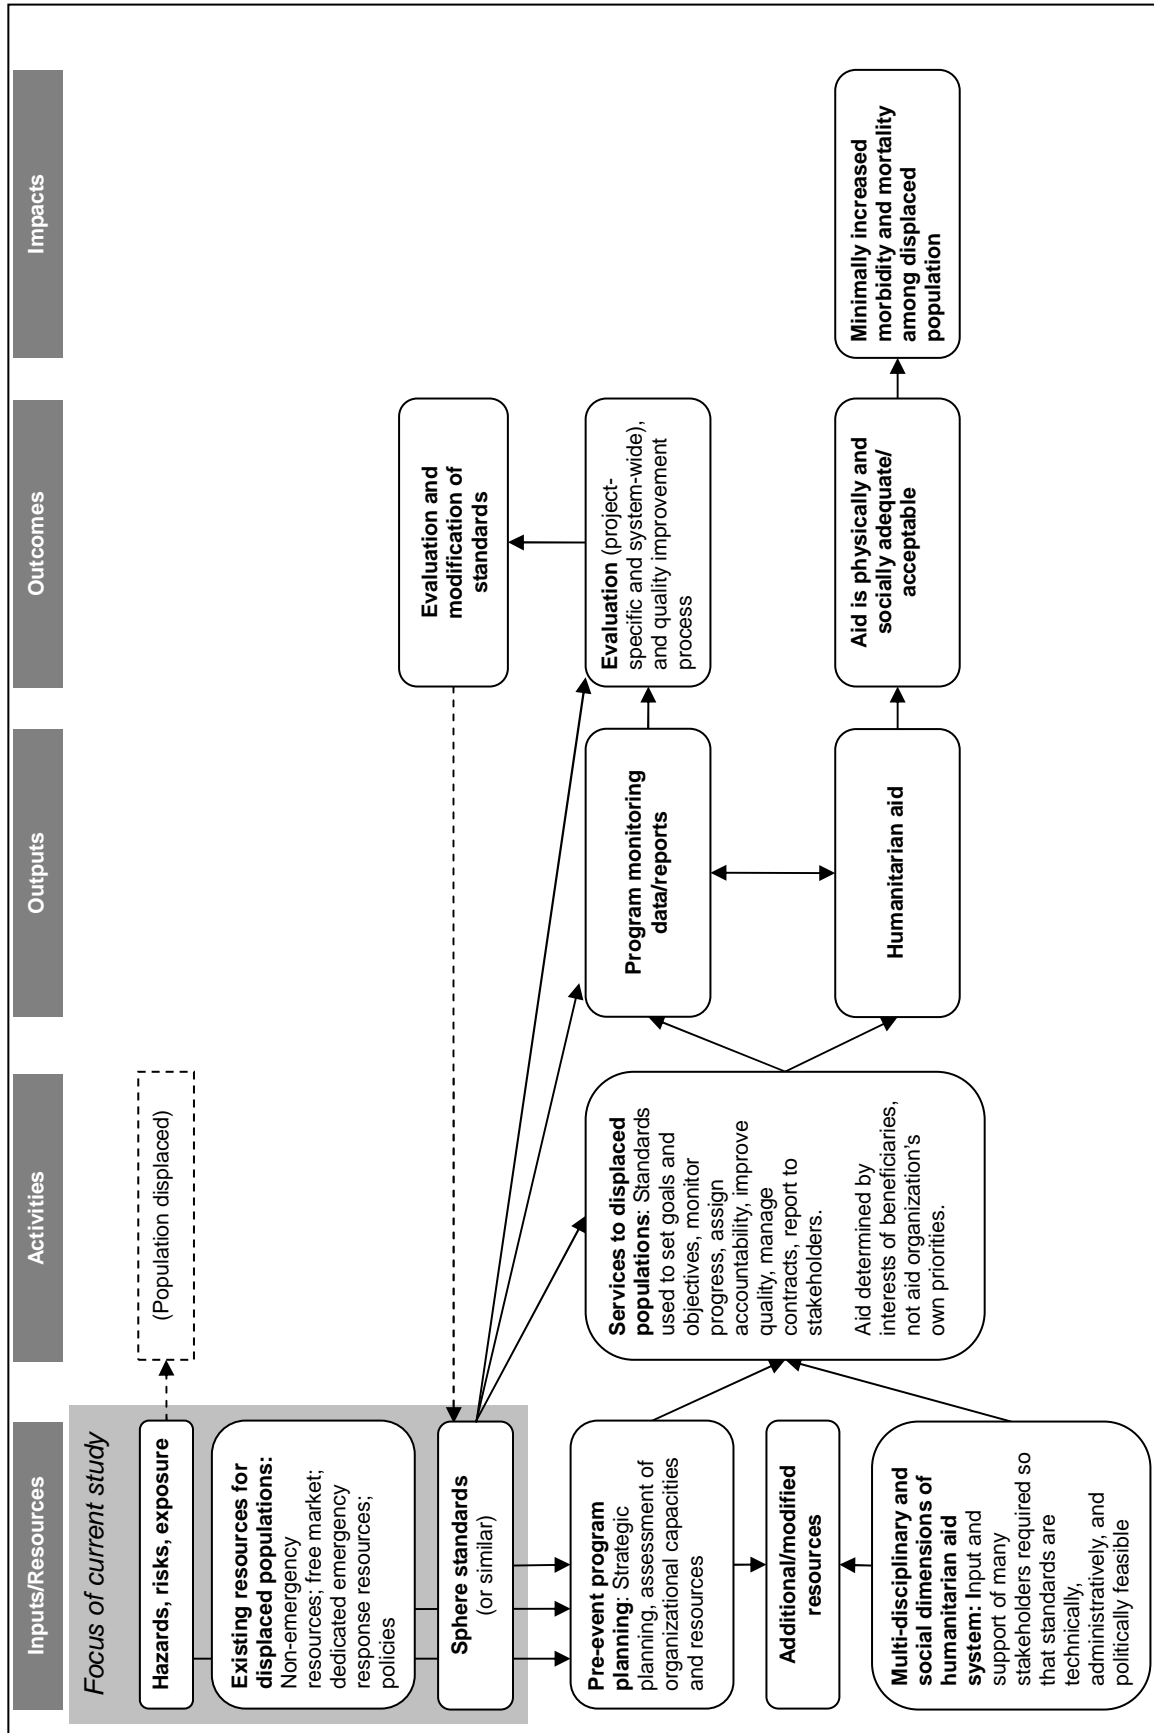 Inputs/Resources
Activities
Outputs
Outcomes
Impacts
Focus of current study
Hazards, risks, exposure
(Population displaced)
Existing resources for
displaced populations:
Non-emergency
resources; free market;
dedicated emergency
response resources;
policies
Sphere standards
(or similar)
Evaluation and
modification of
standards
Pre-event program
planning: Strategic
planning, assessment of
organizational capacities
and resources
Services to displaced
populations: Standards
used to set goals and
objectives, monitor
progress, assign
accountability, improve
quality, manage
contracts, report to
stakeholders.
Aid determined by
interests of beneficiaries,
not aid organization’s
own priorities.
Program monitoring
data/reports
Evaluation (project-
specific and system-wide),
and quality improvement
process
Additional/modified
resources
Multi-disciplinary and
social dimensions of
humanitarian aid
system: Input and
support of many
stakeholders required so
that standards are
technically,
administratively, and
politically feasible
Humanitarian aid
Aid is physically and
socially adequate/
acceptable
Minimally increased
morbidity and mortality
among displaced
population